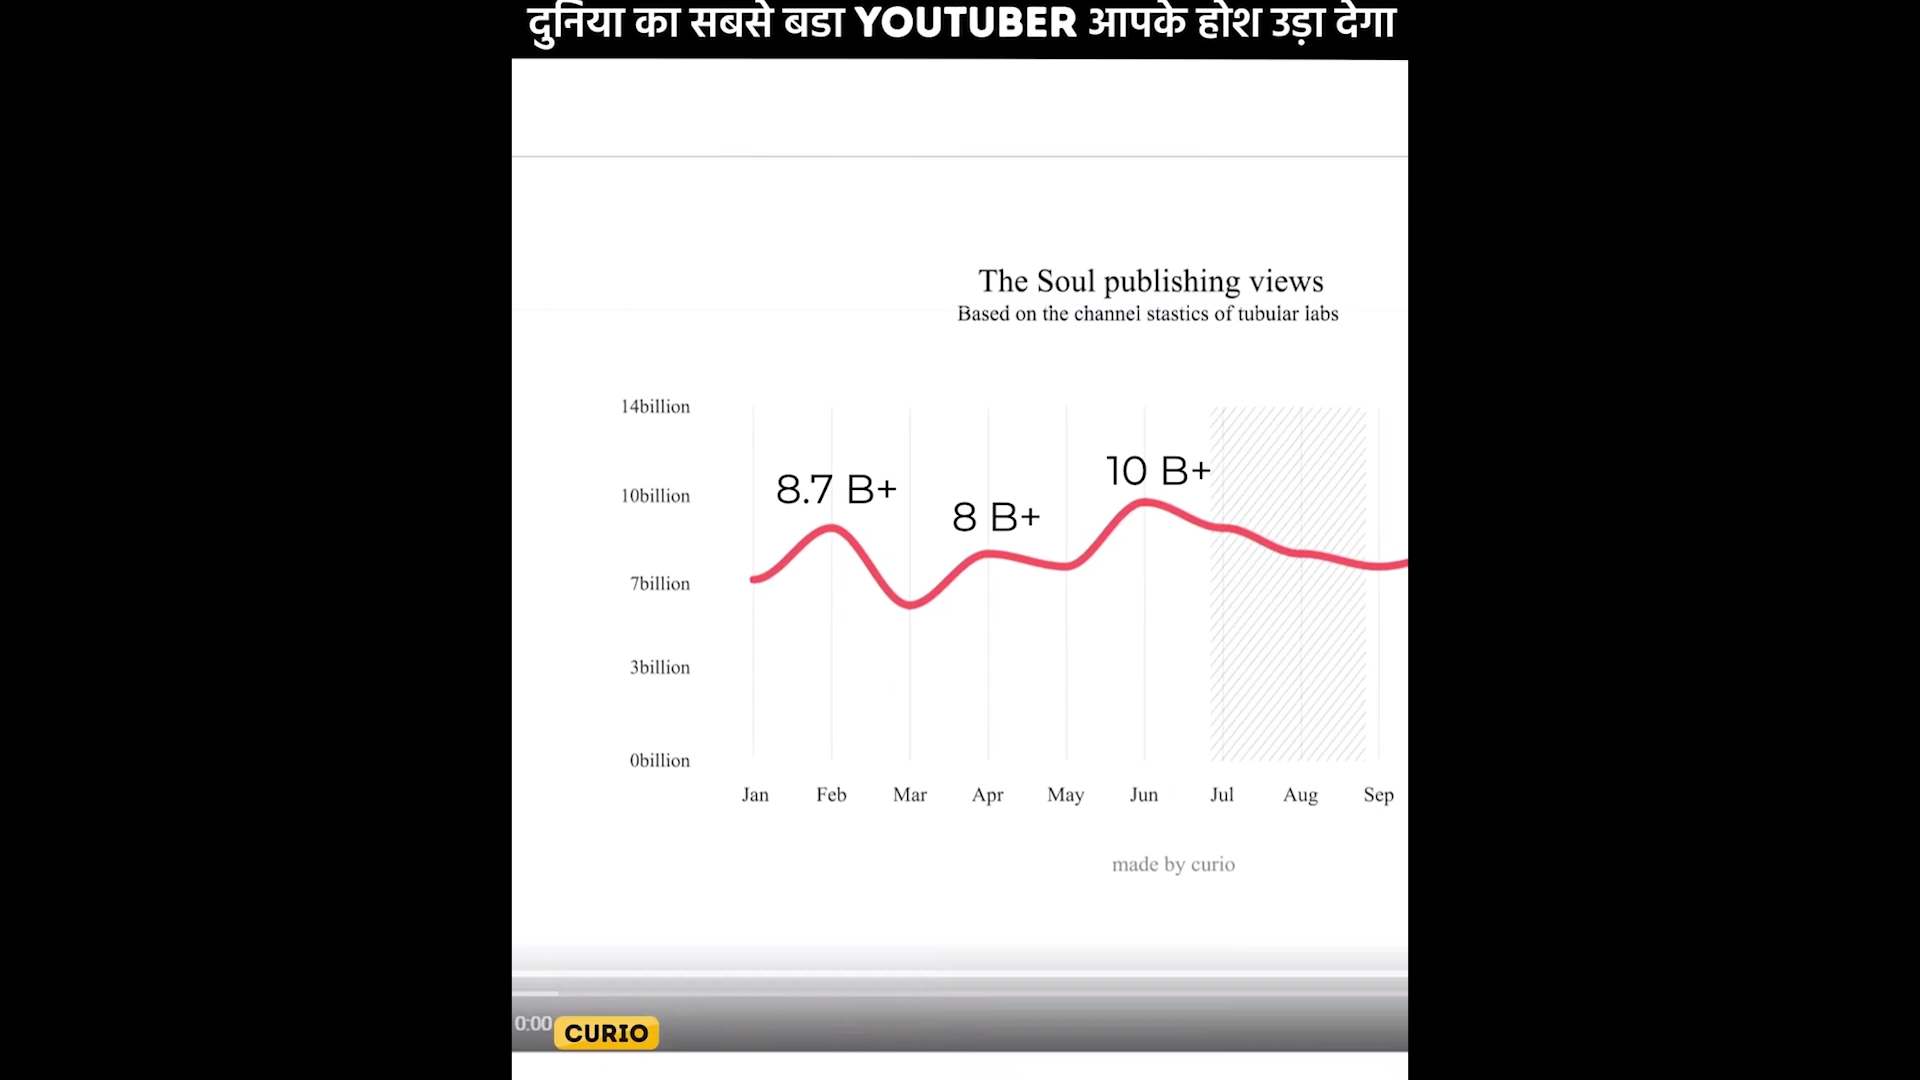 दुनिया का सबसे बडा YOUTUBER आपके होश उड़ा देगा
The Soul publishing views
Based on the channel stastics of tubular labs
14billion
10 B+
8.7 B+
10billion
8 B+
7billion
3billion
0billion
Jan Feb Mar Apr May Jun Jul Aug Sep
made by curio
0:00
CURIO